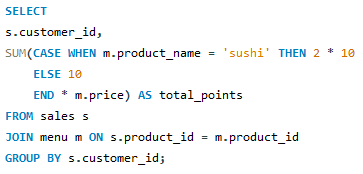 SELECT
s.customer_id,
SUM(CASE WHEN m.product_name = 'sushi' THEN 2 * 10
ELSE 10
END * m.price) AS total_points
FROM sales s
JOIN menu m ON s.product_id = m.product_id
GROUP BY s.customer_id;